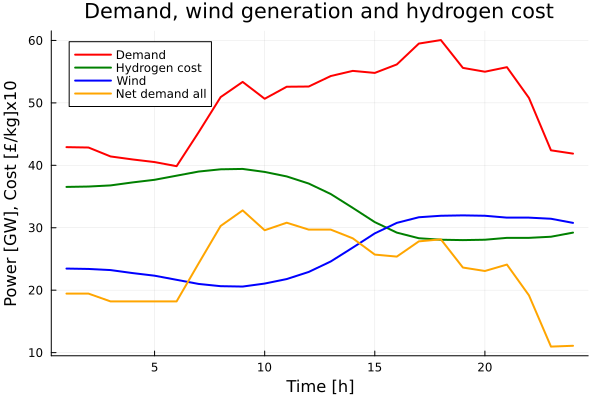 Demand, wind generation and hydrogen cost
Power [GW], Cost [£/kg]x10
60
50
40
30
20
10
Demand
Hydrogen cost
Wind
Net demand all
5
10
15
20
Time [h]